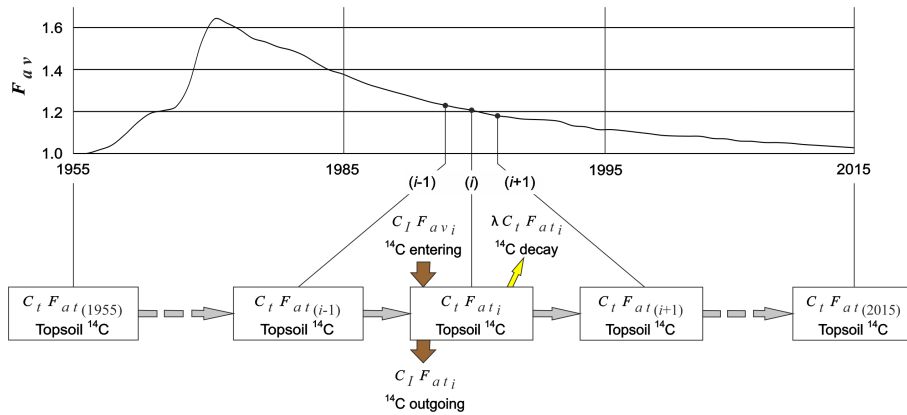 1.6
1.4
1.2
1.0
F a v
1955 1985 1995 2015
(i-1) (i) (i+1)
C I F a v i
¹⁴C entering
λ C t F a t i
¹⁴C decay
C t F a t (1955)
Topsoil ¹⁴C
C t F a t (i-1)
Topsoil ¹⁴C
C t F a t i
Topsoil ¹⁴C
C t F a t (i+1)
Topsoil ¹⁴C
C t F a t (2015)
Topsoil ¹⁴C
C I F a t i
¹⁴C outgoing